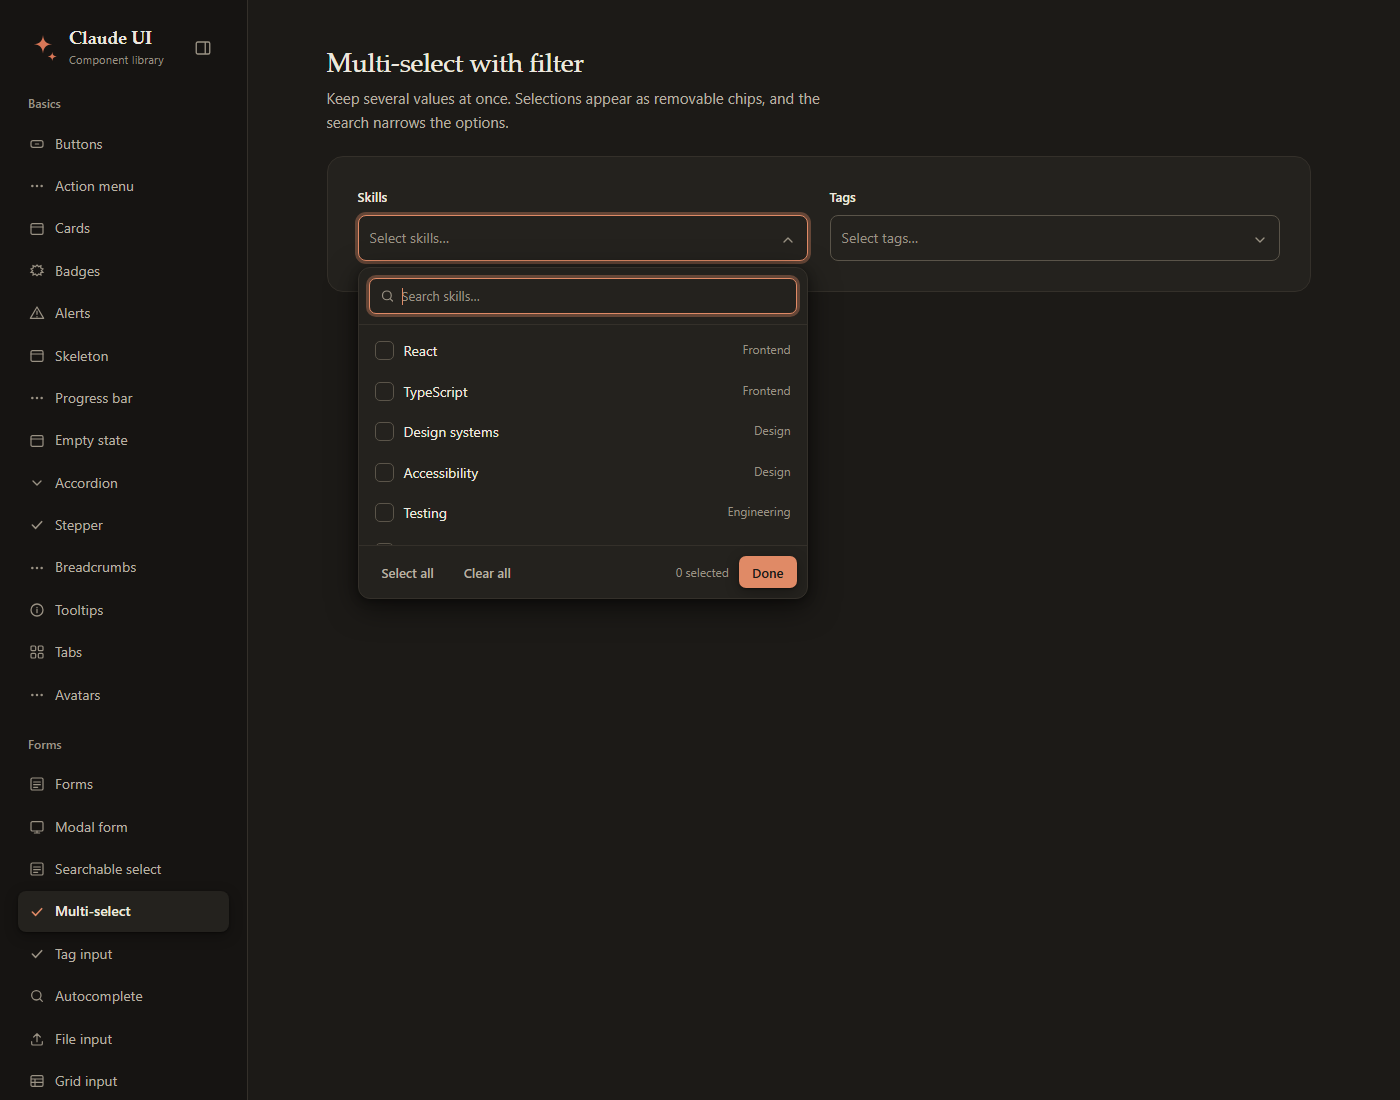 Claude UI
Component library
Basics
Buttons
Action menu
Cards
Badges
Alerts
Skeleton
Progress bar
Empty state
Accordion
Stepper
Breadcrumbs
Tooltips
Tabs
Avatars
Forms
Forms
Modal form
Searchable select
Multi-select
Tag input
Autocomplete
File input
Grid input
Multi-select with filter
Keep several values at once. Selections appear as removable chips, and the
search narrows the options.
Skills
Select skills...
Search skills...
React Frontend
TypeScript Frontend
Design systems Design
Accessibility Design
Testing Engineering
Select all Clear all 0 selected Done
Tags
Select tags...